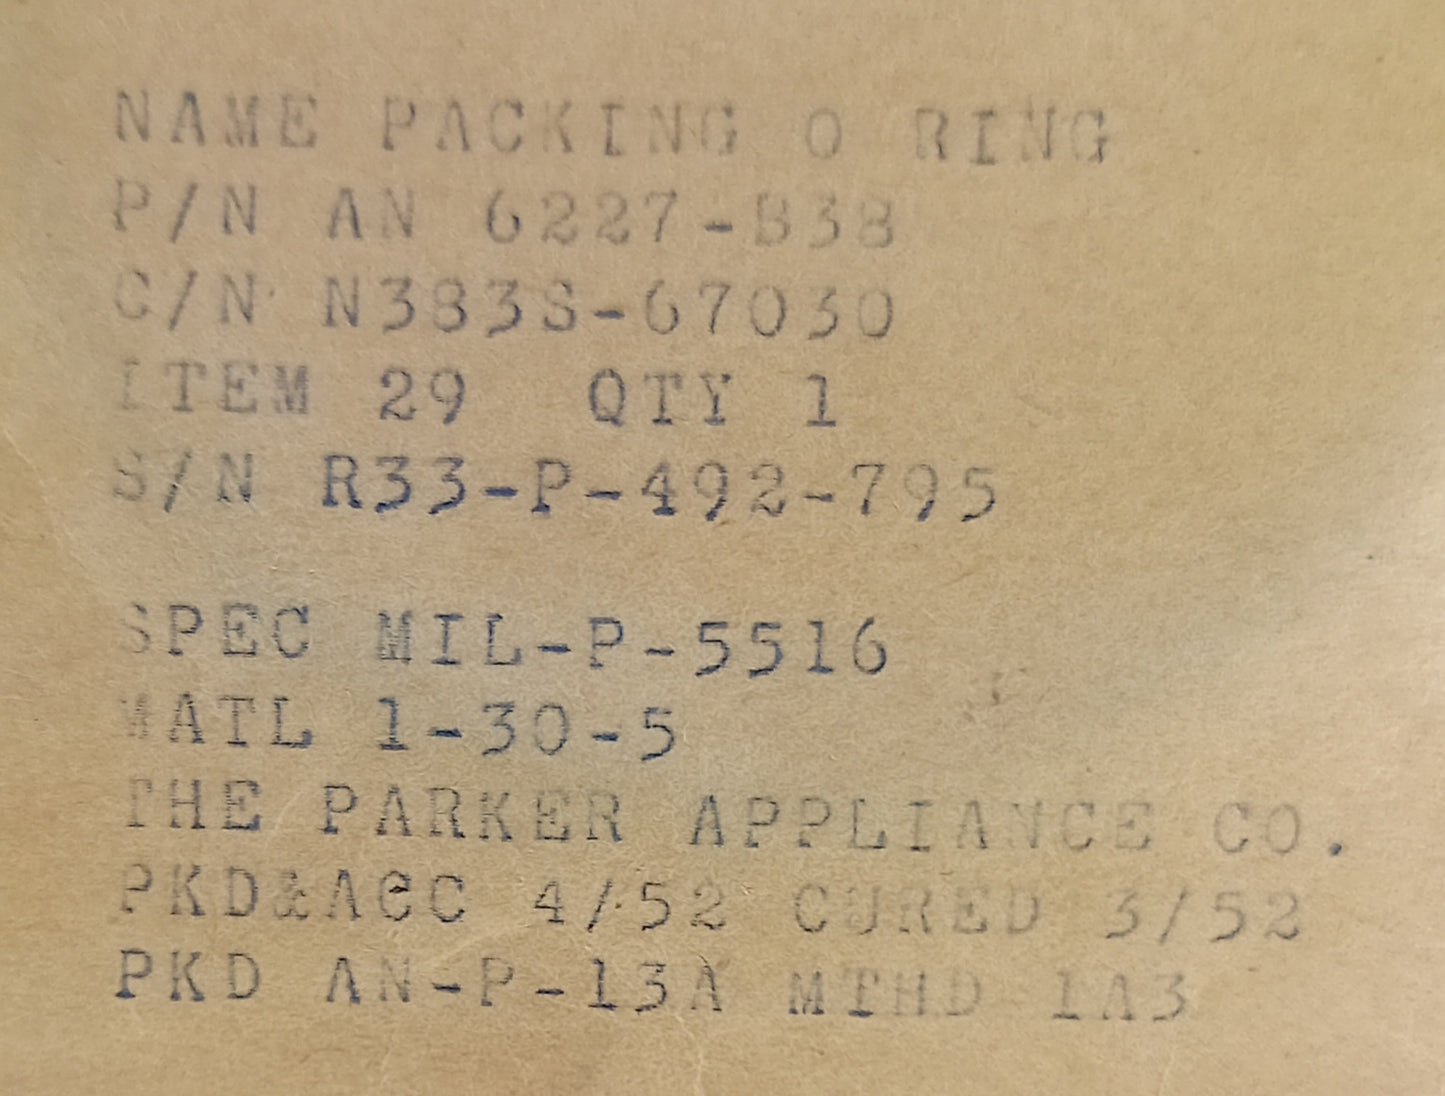 NAME PACKING O RING
P/N AN 6227-B38
C/N N383S-67030
ITEM 29 QTY 1
S/N R33-P-492-795
SPEC MIL-P-5516
MATL 1-30-5
THE PARKER APPLIANCE CO.
PKD&ACC 4/52 CURED 3/52
PKD AN-P-13A MTHD 1A3